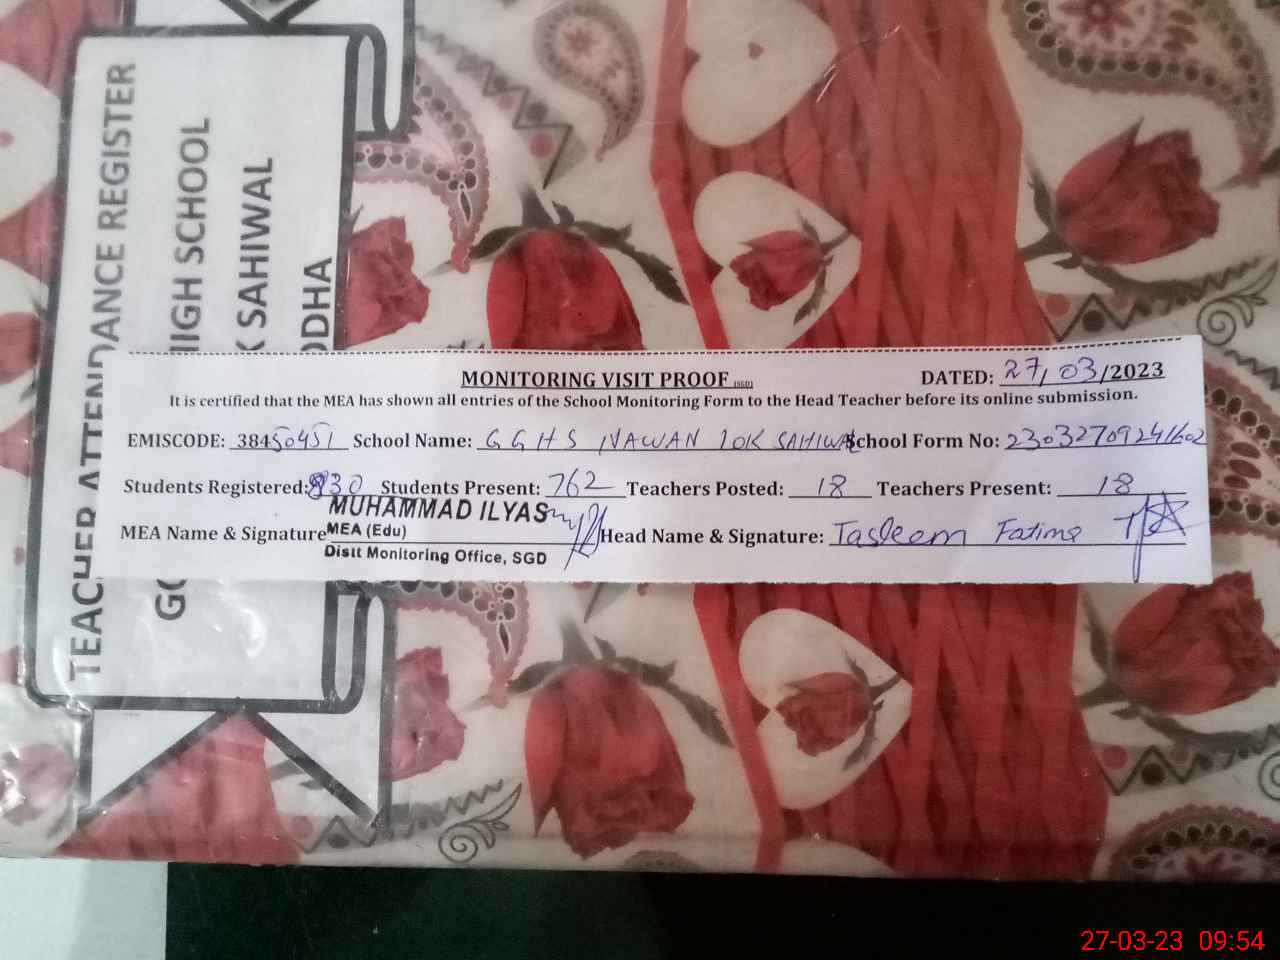 TEACHER ATTENDANCE REGISTER
HIGH SCHOOL
SAHIWAL
MONITORING VISIT PROOF (SGD)
DATED: 27/03/2023
It is certified that the MEA has shown all entries of the School Monitoring Form to the Head Teacher before its online submission.
EMISCODE: 38450451 School Name: GGHS NAWAN LOK SAHIWAL School Form No: 23032709241602
Students Registered: 830 Students Present: 762 Teachers Posted: 18 Teachers Present: 18
MEA Name & Signature MUHAMMAD ILYAS Head Name & Signature: Tasleem Fatima
MEA (Edu)
Distt Monitoring Office, SGD
27-03-23 09:54